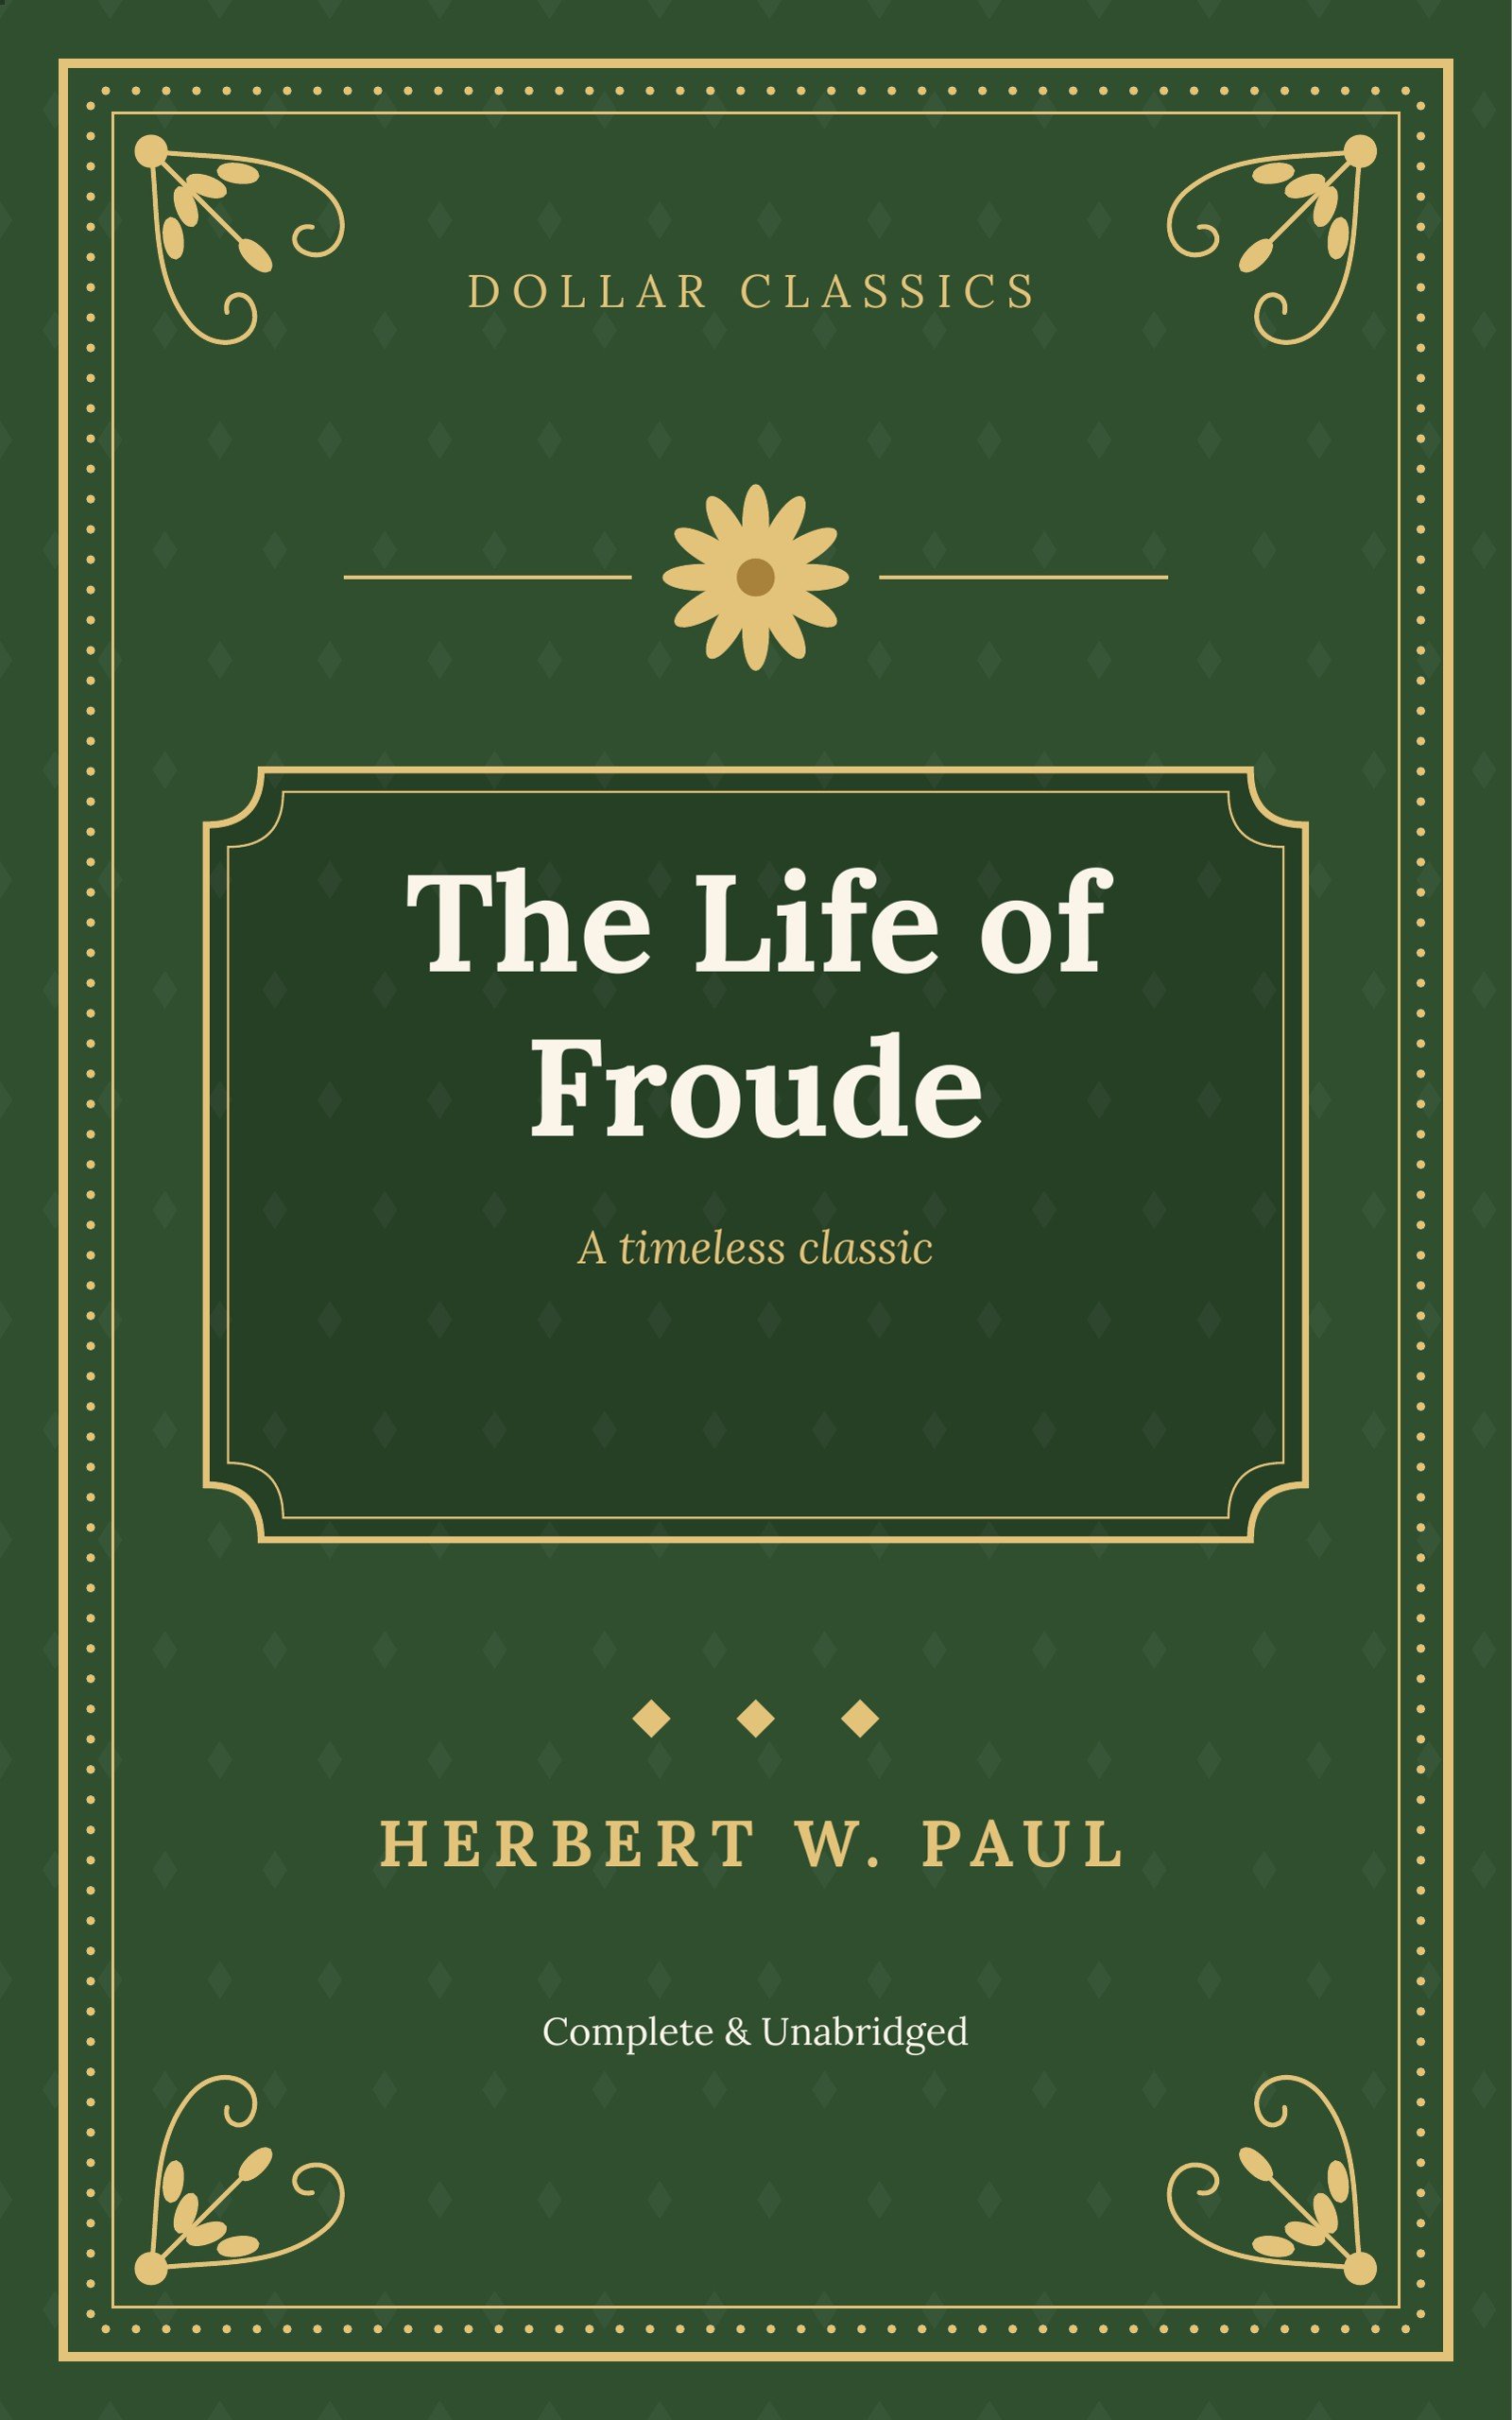 DOLLAR CLASSICS
The Life of
Froude
A timeless classic
HERBERT W. PAUL
Complete & Unabridged